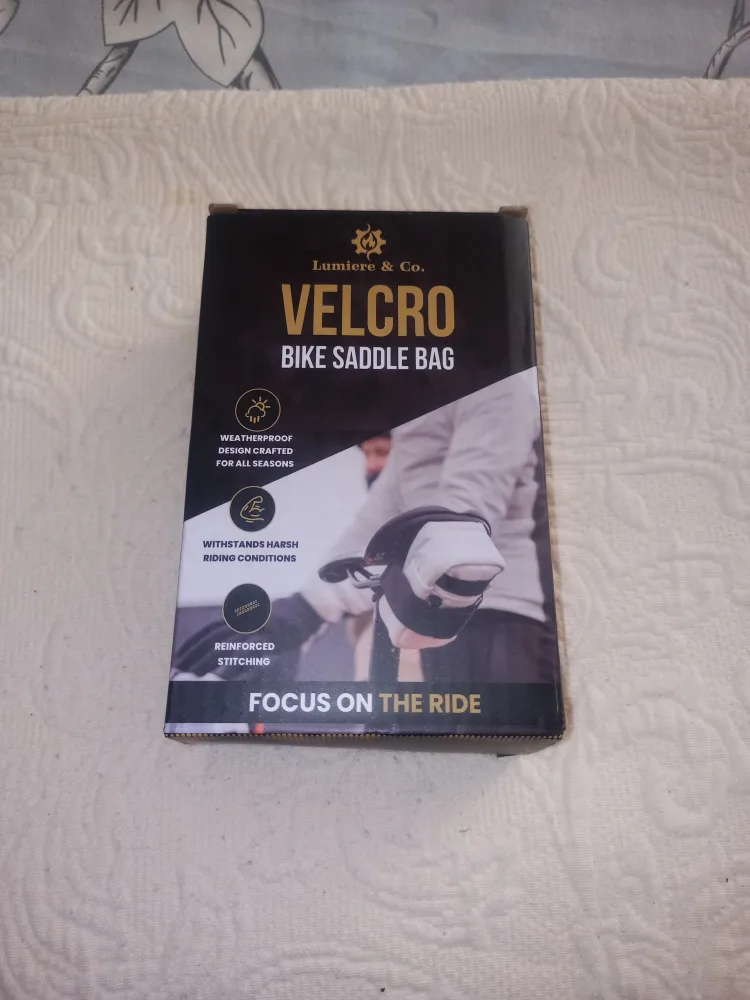 Lumiere & Co.
VELCRO
BIKE SADDLE BAG
WEATHERPROOF
DESIGN CRAFTED
FOR ALL SEASONS
WITHSTANDS HARSH
RIDING CONDITIONS
REINFORCED
STITCHING
FOCUS ON THE RIDE